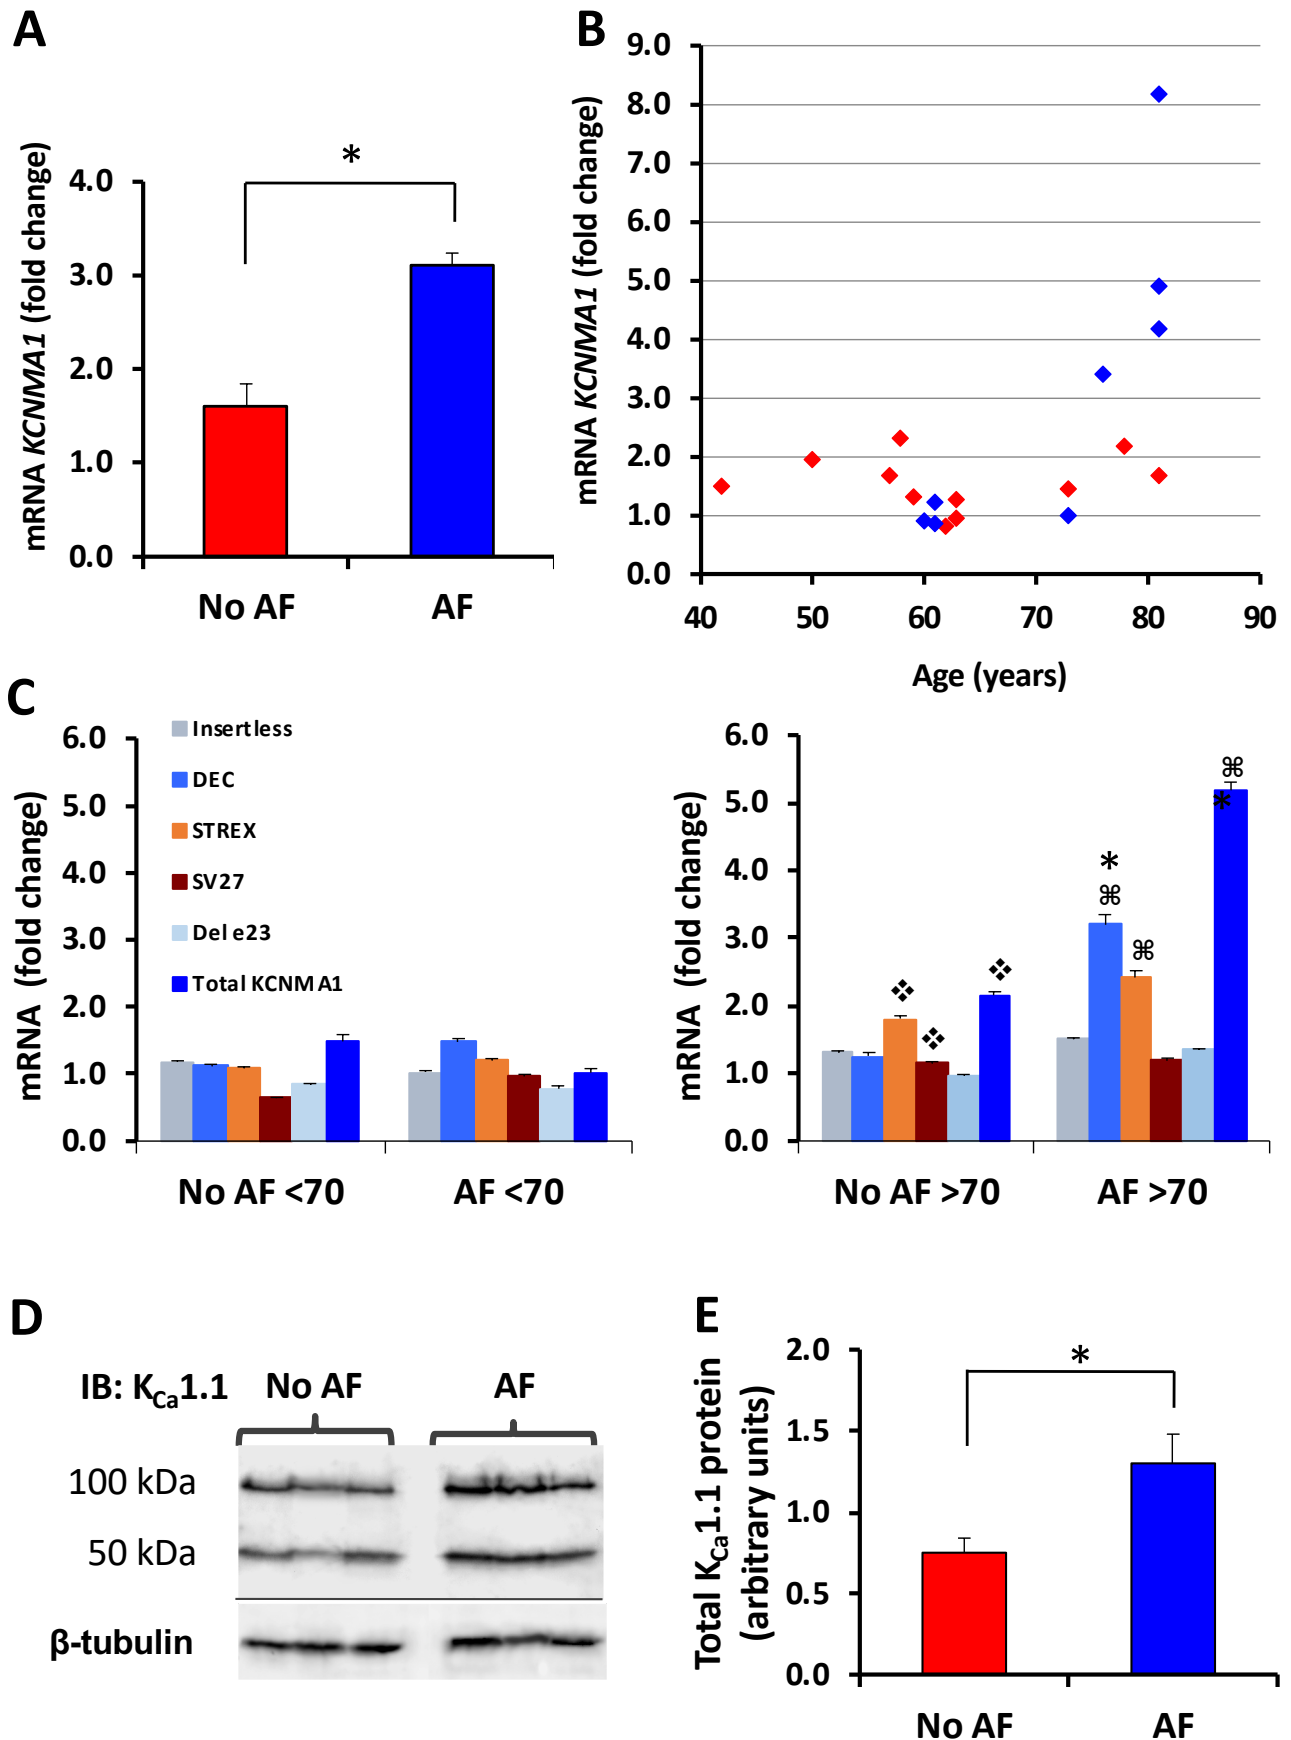 A
mRNA KCNMA1 (fold change)
4.0
3.0
2.0
1.0
0.0
*
No AF
AF
B
mRNA KCNMA1 (fold change)
9.0
8.0
7.0
6.0
5.0
4.0
3.0
2.0
1.0
0.0
40 50 60 70 80 90
Age (years)
C
mRNA (fold change)
6.0
5.0
4.0
3.0
2.0
1.0
0.0
Insertless
DEC
STREX
SV27
Del e23
Total KCNMA1
No AF <70
AF <70
mRNA (fold change)
6.0
5.0
4.0
3.0
2.0
1.0
0.0
❖
❖
❖
*
⌘
⌘
⌘
*
No AF >70
AF >70
D
IB: KCa1.1
No AF
AF
100 kDa
50 kDa
β-tubulin
E
Total KCa1.1 protein
(arbitrary units)
2.0
1.5
1.0
0.5
0.0
*
No AF
AF